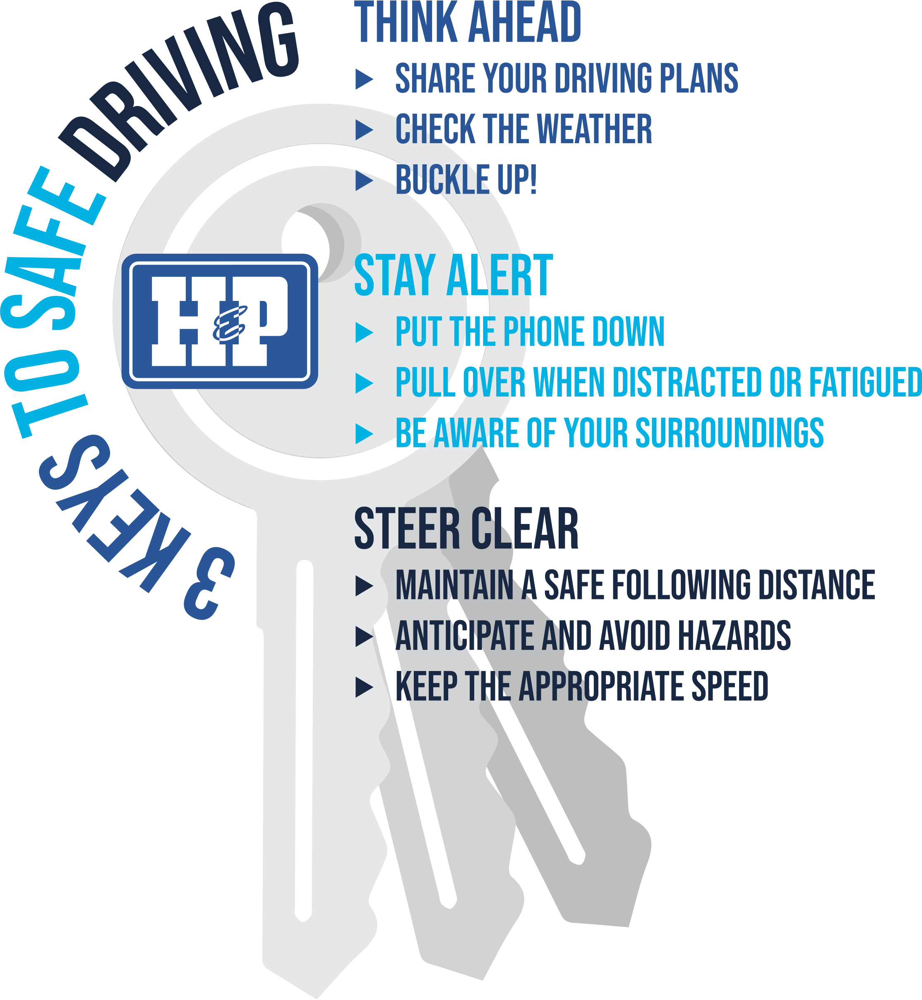 3 KEYS TO SAFE DRIVING
H&P
THINK AHEAD
SHARE YOUR DRIVING PLANS
CHECK THE WEATHER
BUCKLE UP!
STAY ALERT
PUT THE PHONE DOWN
PULL OVER WHEN DISTRACTED OR FATIGUED
BE AWARE OF YOUR SURROUNDINGS
STEER CLEAR
MAINTAIN A SAFE FOLLOWING DISTANCE
ANTICIPATE AND AVOID HAZARDS
KEEP THE APPROPRIATE SPEED